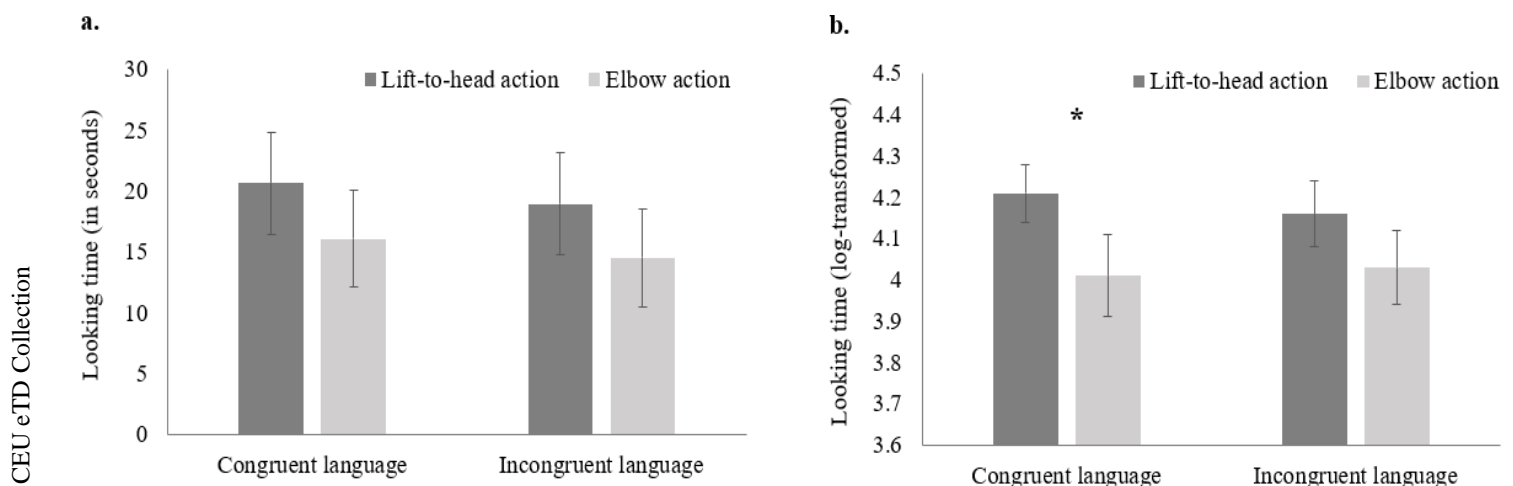 CEU eTD Collection
a.
Lift-to-head action Elbow action
Looking time (in seconds)
30
25
20
15
10
5
0
Congruent language Incongruent language
b.
Lift-to-head action Elbow action
Looking time (log-transformed)
4.5
4.4
4.3
4.2
4.1
4
3.9
3.8
3.7
3.6
*
Congruent language Incongruent language